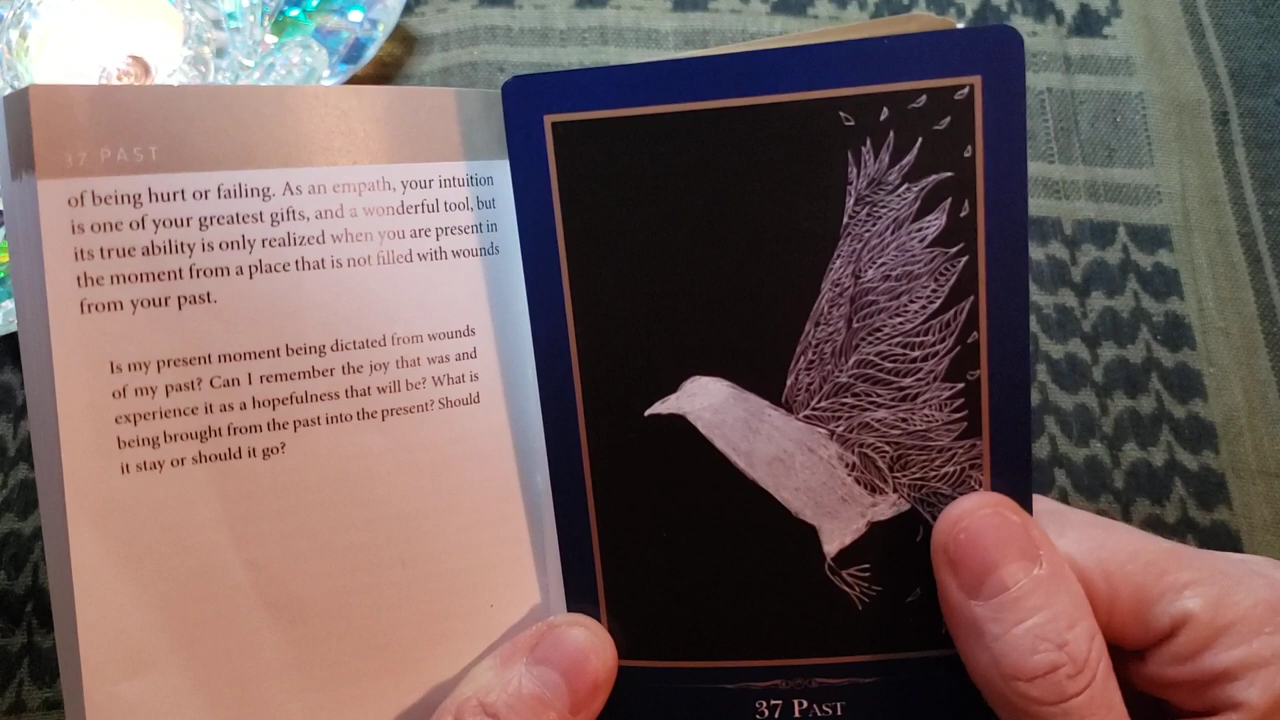 37 PAST
of being hurt or failing. As an empath, your intuition
is one of your greatest gifts, and a wonderful tool, but
its true ability is only realized when you are present in
the moment from a place that is not filled with wounds
from your past.
Is my present moment being dictated from wounds
of my past? Can I remember the joy that was and
experience it as a hopefulness that will be? What is
being brought from the past into the present? Should
it stay or should it go?
37 PAST